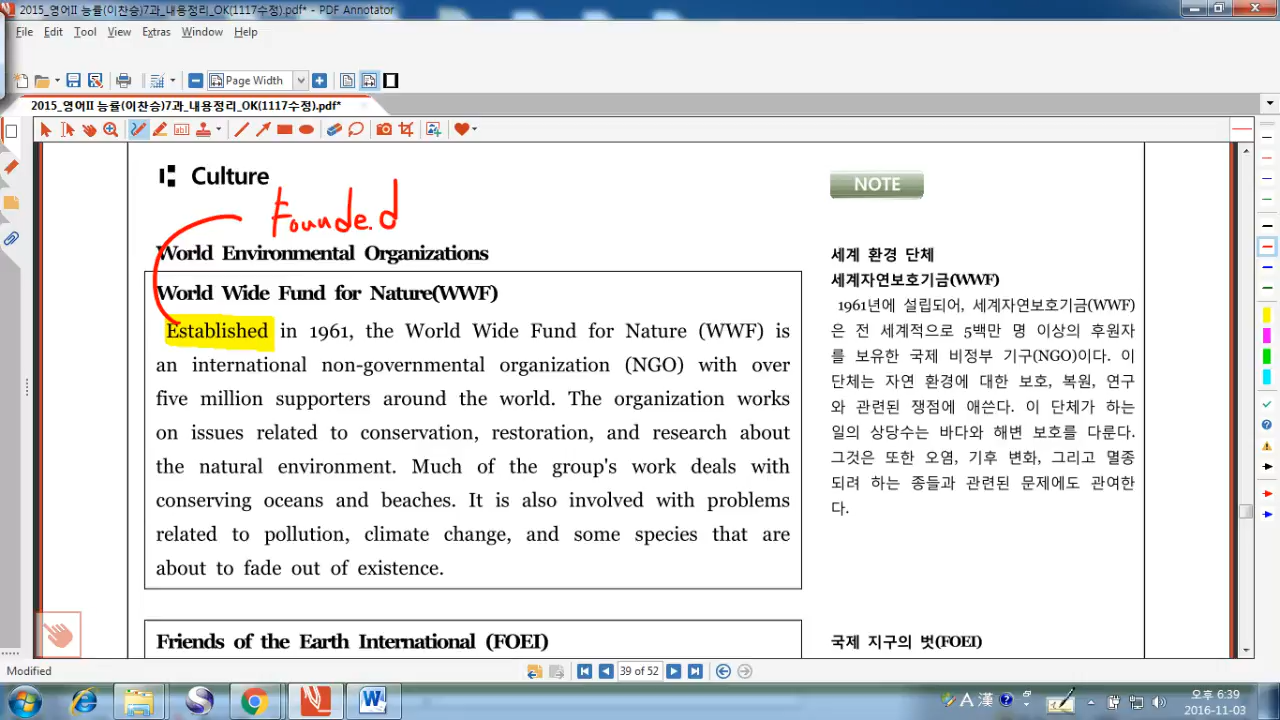 2015_영어II 능률(이찬승)7과_내용정리_OK(1117수정).pdf* - PDF Annotator
File Edit Tool View Extras Window Help
Page Width
2015_영어II 능률(이찬승)7과_내용정리_OK(1117수정).pdf*
Culture
NOTE
Founded
World Environmental Organizations
World Wide Fund for Nature(WWF)
Established in 1961, the World Wide Fund for Nature (WWF) is
an international non-governmental organization (NGO) with over
five million supporters around the world. The organization works
on issues related to conservation, restoration, and research about
the natural environment. Much of the group's work deals with
conserving oceans and beaches. It is also involved with problems
related to pollution, climate change, and some species that are
about to fade out of existence.
세계 환경 단체
세계자연보호기금(WWF)
1961년에 설립되어, 세계자연보호기금(WWF)
은 전 세계적으로 5백만 명 이상의 후원자
를 보유한 국제 비정부 기구(NGO)이다. 이
단체는 자연 환경에 대한 보호, 복원, 연구
와 관련된 쟁점에 애쓴다. 이 단체가 하는
일의 상당수는 바다와 해변 보호를 다룬다.
그것은 또한 오염, 기후 변화, 그리고 멸종
되려 하는 종들과 관련된 문제에도 관여한
다.
Friends of the Earth International (FOEI)
국제 지구의 벗(FOEI)
Modified
39 of 52
A 漢
오후 6:39
2016-11-03